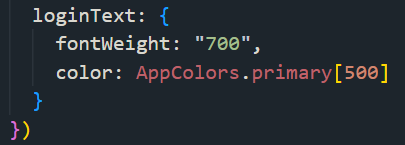 loginText: {
fontWeight: "700",
color: AppColors.primary[500]
}
})